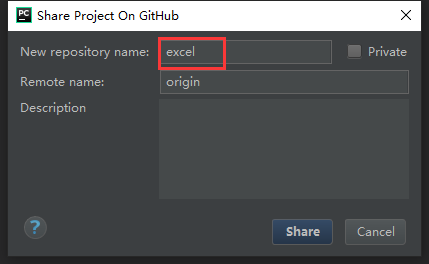 PC Share Project On GitHub
New repository name: excel Private
Remote name: origin
Description
? Share Cancel